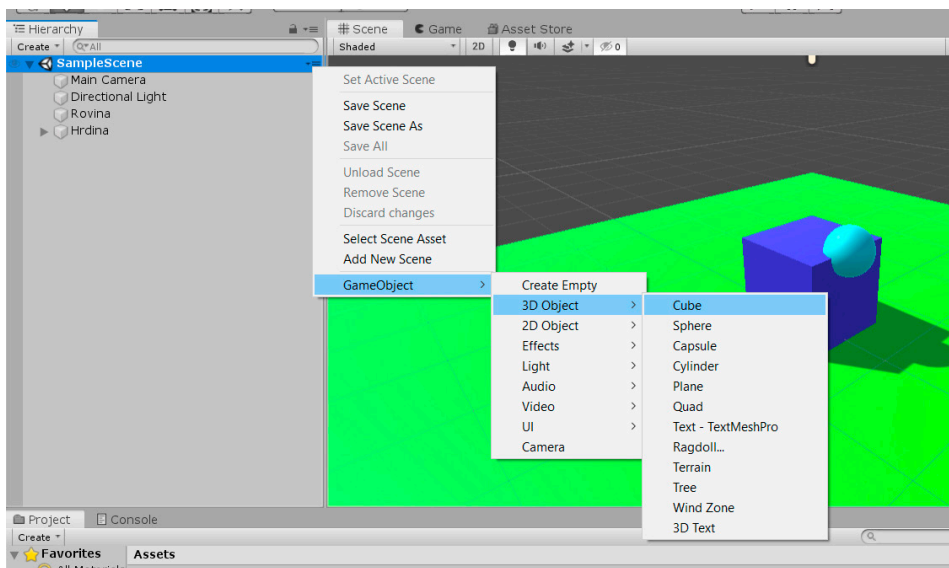 Hierarchy
Scene
Game
Asset Store
Create
All
Shaded
2D
0
SampleScene
Main Camera
Directional Light
Rovina
Hrdina
Set Active Scene
Save Scene
Save Scene As
Save All
Unload Scene
Remove Scene
Discard changes
Select Scene Asset
Add New Scene
GameObject
Create Empty
3D Object
2D Object
Effects
Light
Audio
Video
UI
Camera
Cube
Sphere
Capsule
Cylinder
Plane
Quad
Text - TextMeshPro
Ragdoll...
Terrain
Tree
Wind Zone
3D Text
Project
Console
Create
Favorites
Assets